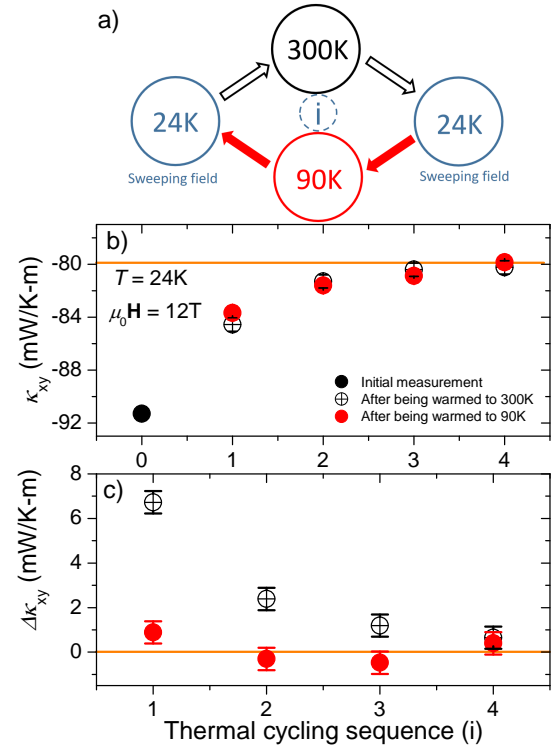 a)
300K
24K
i
24K
Sweeping field
90K
Sweeping field
b)
T = 24K
μ₀H = 12T
-80
-84
-88
-92
κxy (mW/K-m)
Initial measurement
After being warmed to 300K
After being warmed to 90K
0 1 2 3 4
c)
8
6
4
2
0
Δκxy (mW/K-m)
1 2 3 4
Thermal cycling sequence (i)